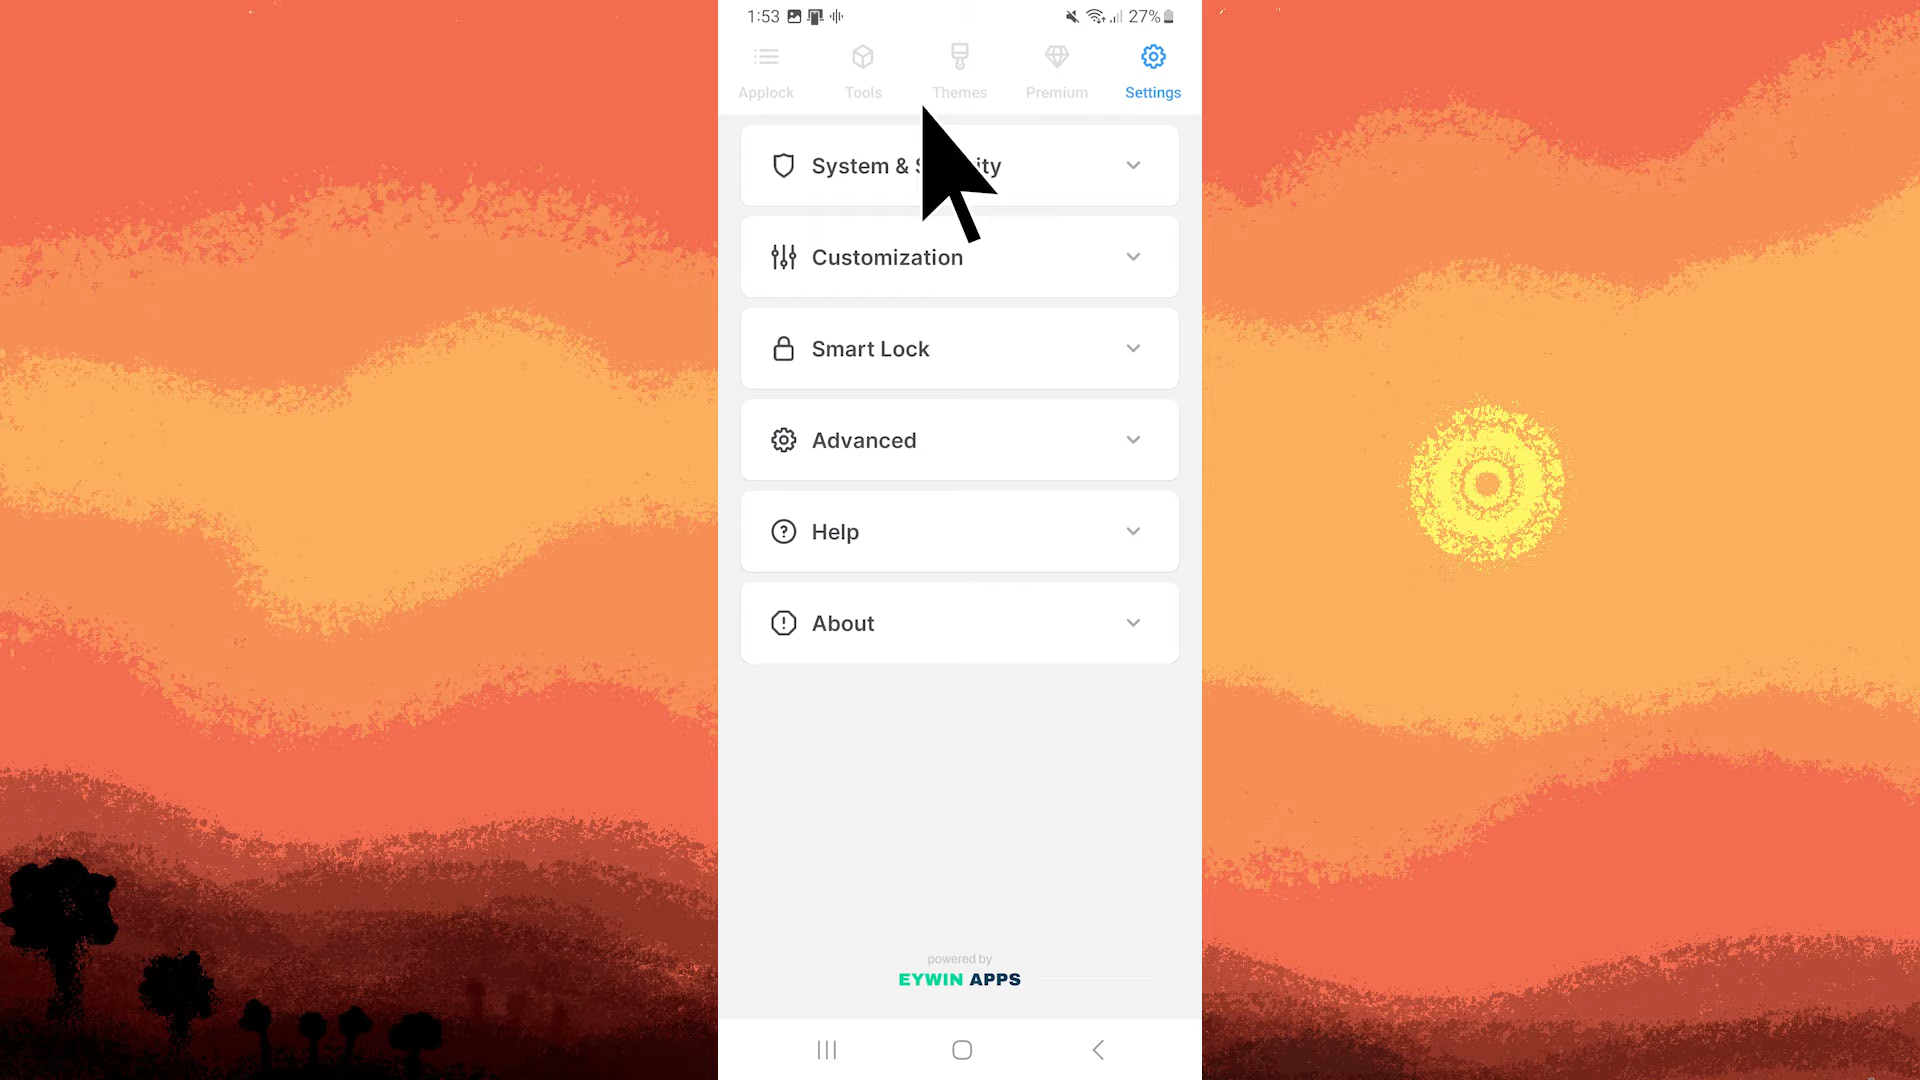 1:53 27%
Applock Tools Themes Premium Settings
System &
Customization
Smart Lock
Advanced
Help
About
powered by
EYWIN APPS